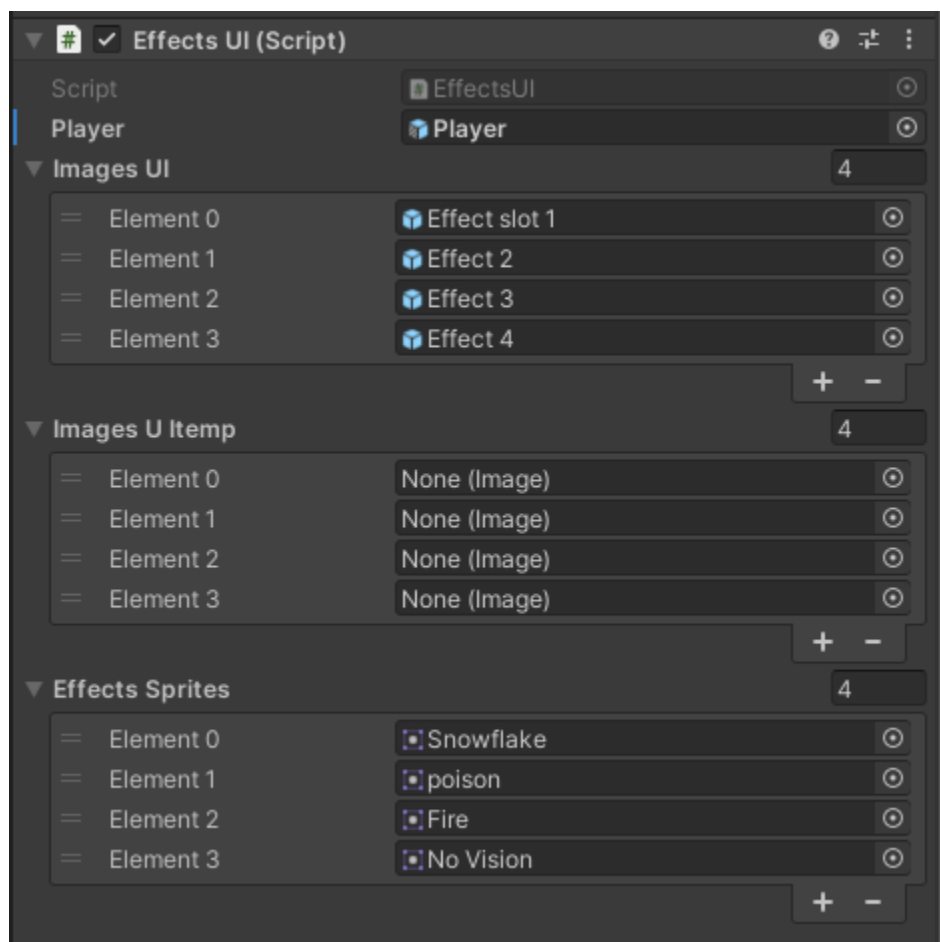 Effects UI (Script)
Script EffectsUI
Player Player
Images UI 4
Element 0 Effect slot 1
Element 1 Effect 2
Element 2 Effect 3
Element 3 Effect 4
+ −
Images U Itemp 4
Element 0 None (Image)
Element 1 None (Image)
Element 2 None (Image)
Element 3 None (Image)
+ −
Effects Sprites 4
Element 0 Snowflake
Element 1 poison
Element 2 Fire
Element 3 No Vision
+ −